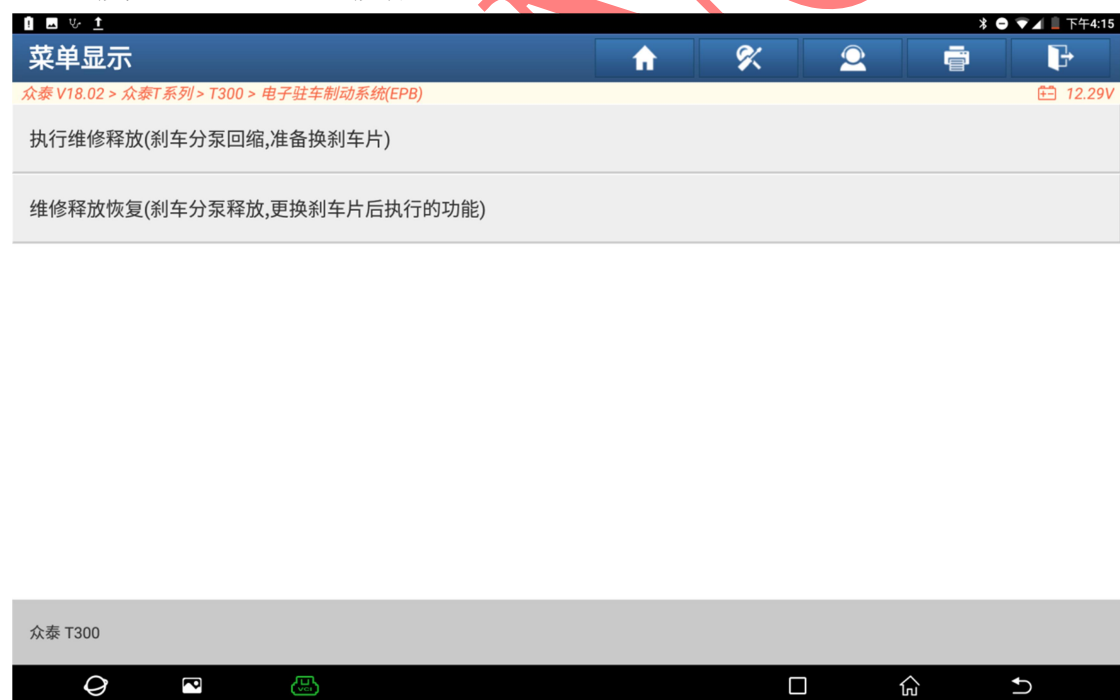 下午4:15
菜单显示
众泰 V18.02 > 众泰T系列 > T300 > 电子驻车制动系统(EPB)
12.29V
执行维修释放(刹车分泵回缩,准备换刹车片)
维修释放恢复(刹车分泵释放,更换刹车片后执行的功能)
众泰 T300
VCI